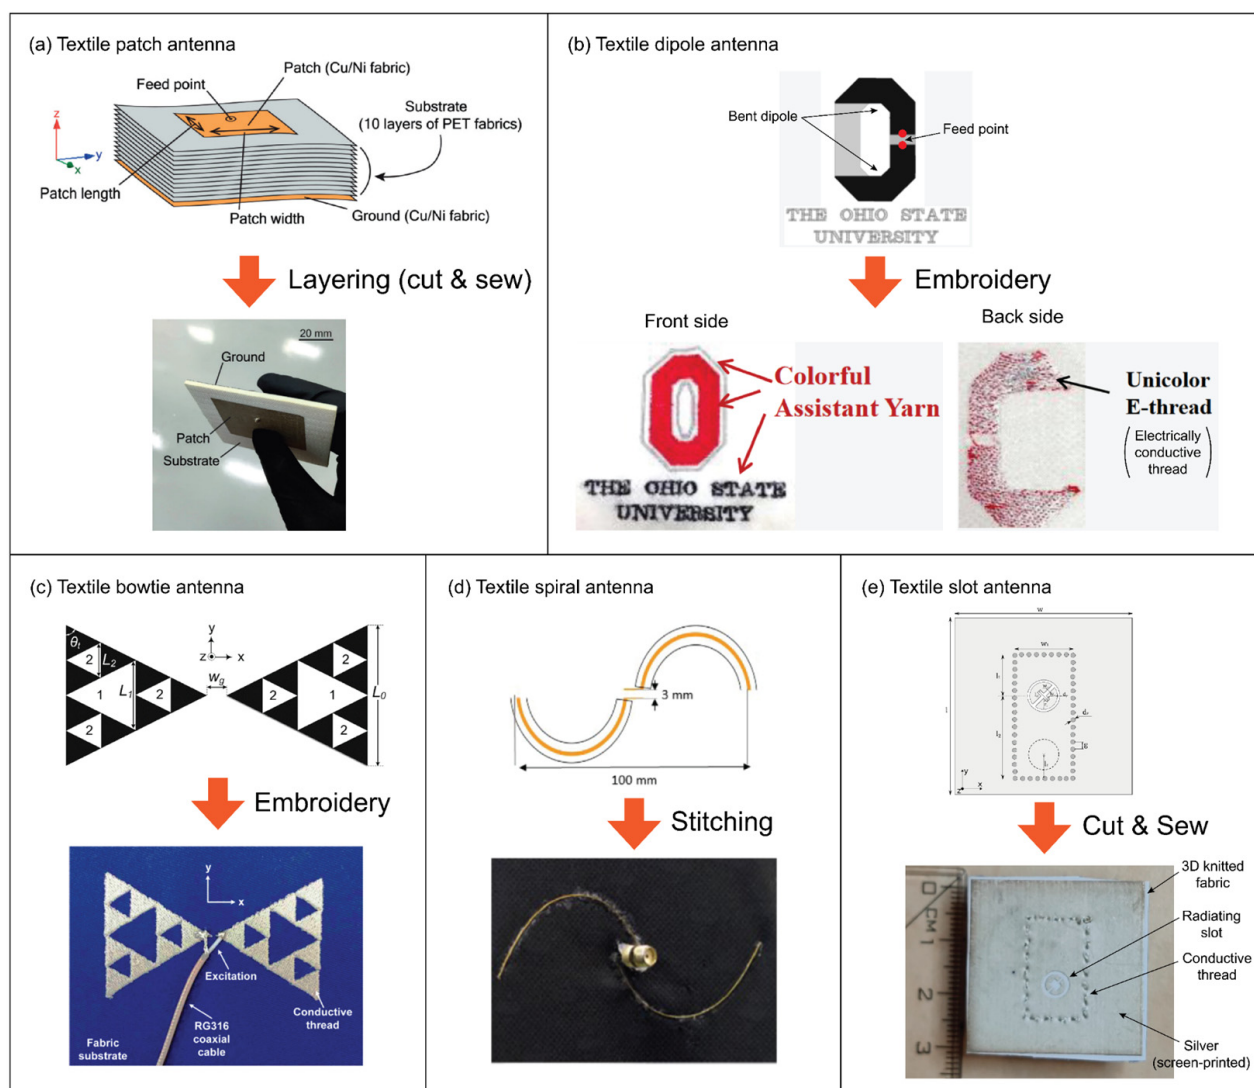 (a) Textile patch antenna
Feed point
Patch (Cu/Ni fabric)
Substrate
(10 layers of PET fabrics)
z
y
x
Patch length
Patch width
Ground (Cu/Ni fabric)
Layering (cut & sew)
20 mm
Ground
Patch
Substrate
(b) Textile dipole antenna
Bent dipole
Feed point
THE OHIO STATE
UNIVERSITY
Embroidery
Front side
Back side
Colorful
Assistant Yarn
THE OHIO STATE
UNIVERSITY
Unicolor
E-thread
(Electrically
conductive
thread)
(c) Textile bowtie antenna
θt
2
L2
1
L1
2
2
y
z
x
wg
2
2
1
2
L0
Embroidery
y
x
Excitation
Conductive
thread
RG316
coaxial
cable
Fabric
substrate
(d) Textile spiral antenna
3 mm
100 mm
Stitching
(e) Textile slot antenna
w
y
z
x
g
Cut & Sew
0
CM 1
2
3
3D knitted
fabric
Radiating
slot
Conductive
thread
Silver
(screen-printed)